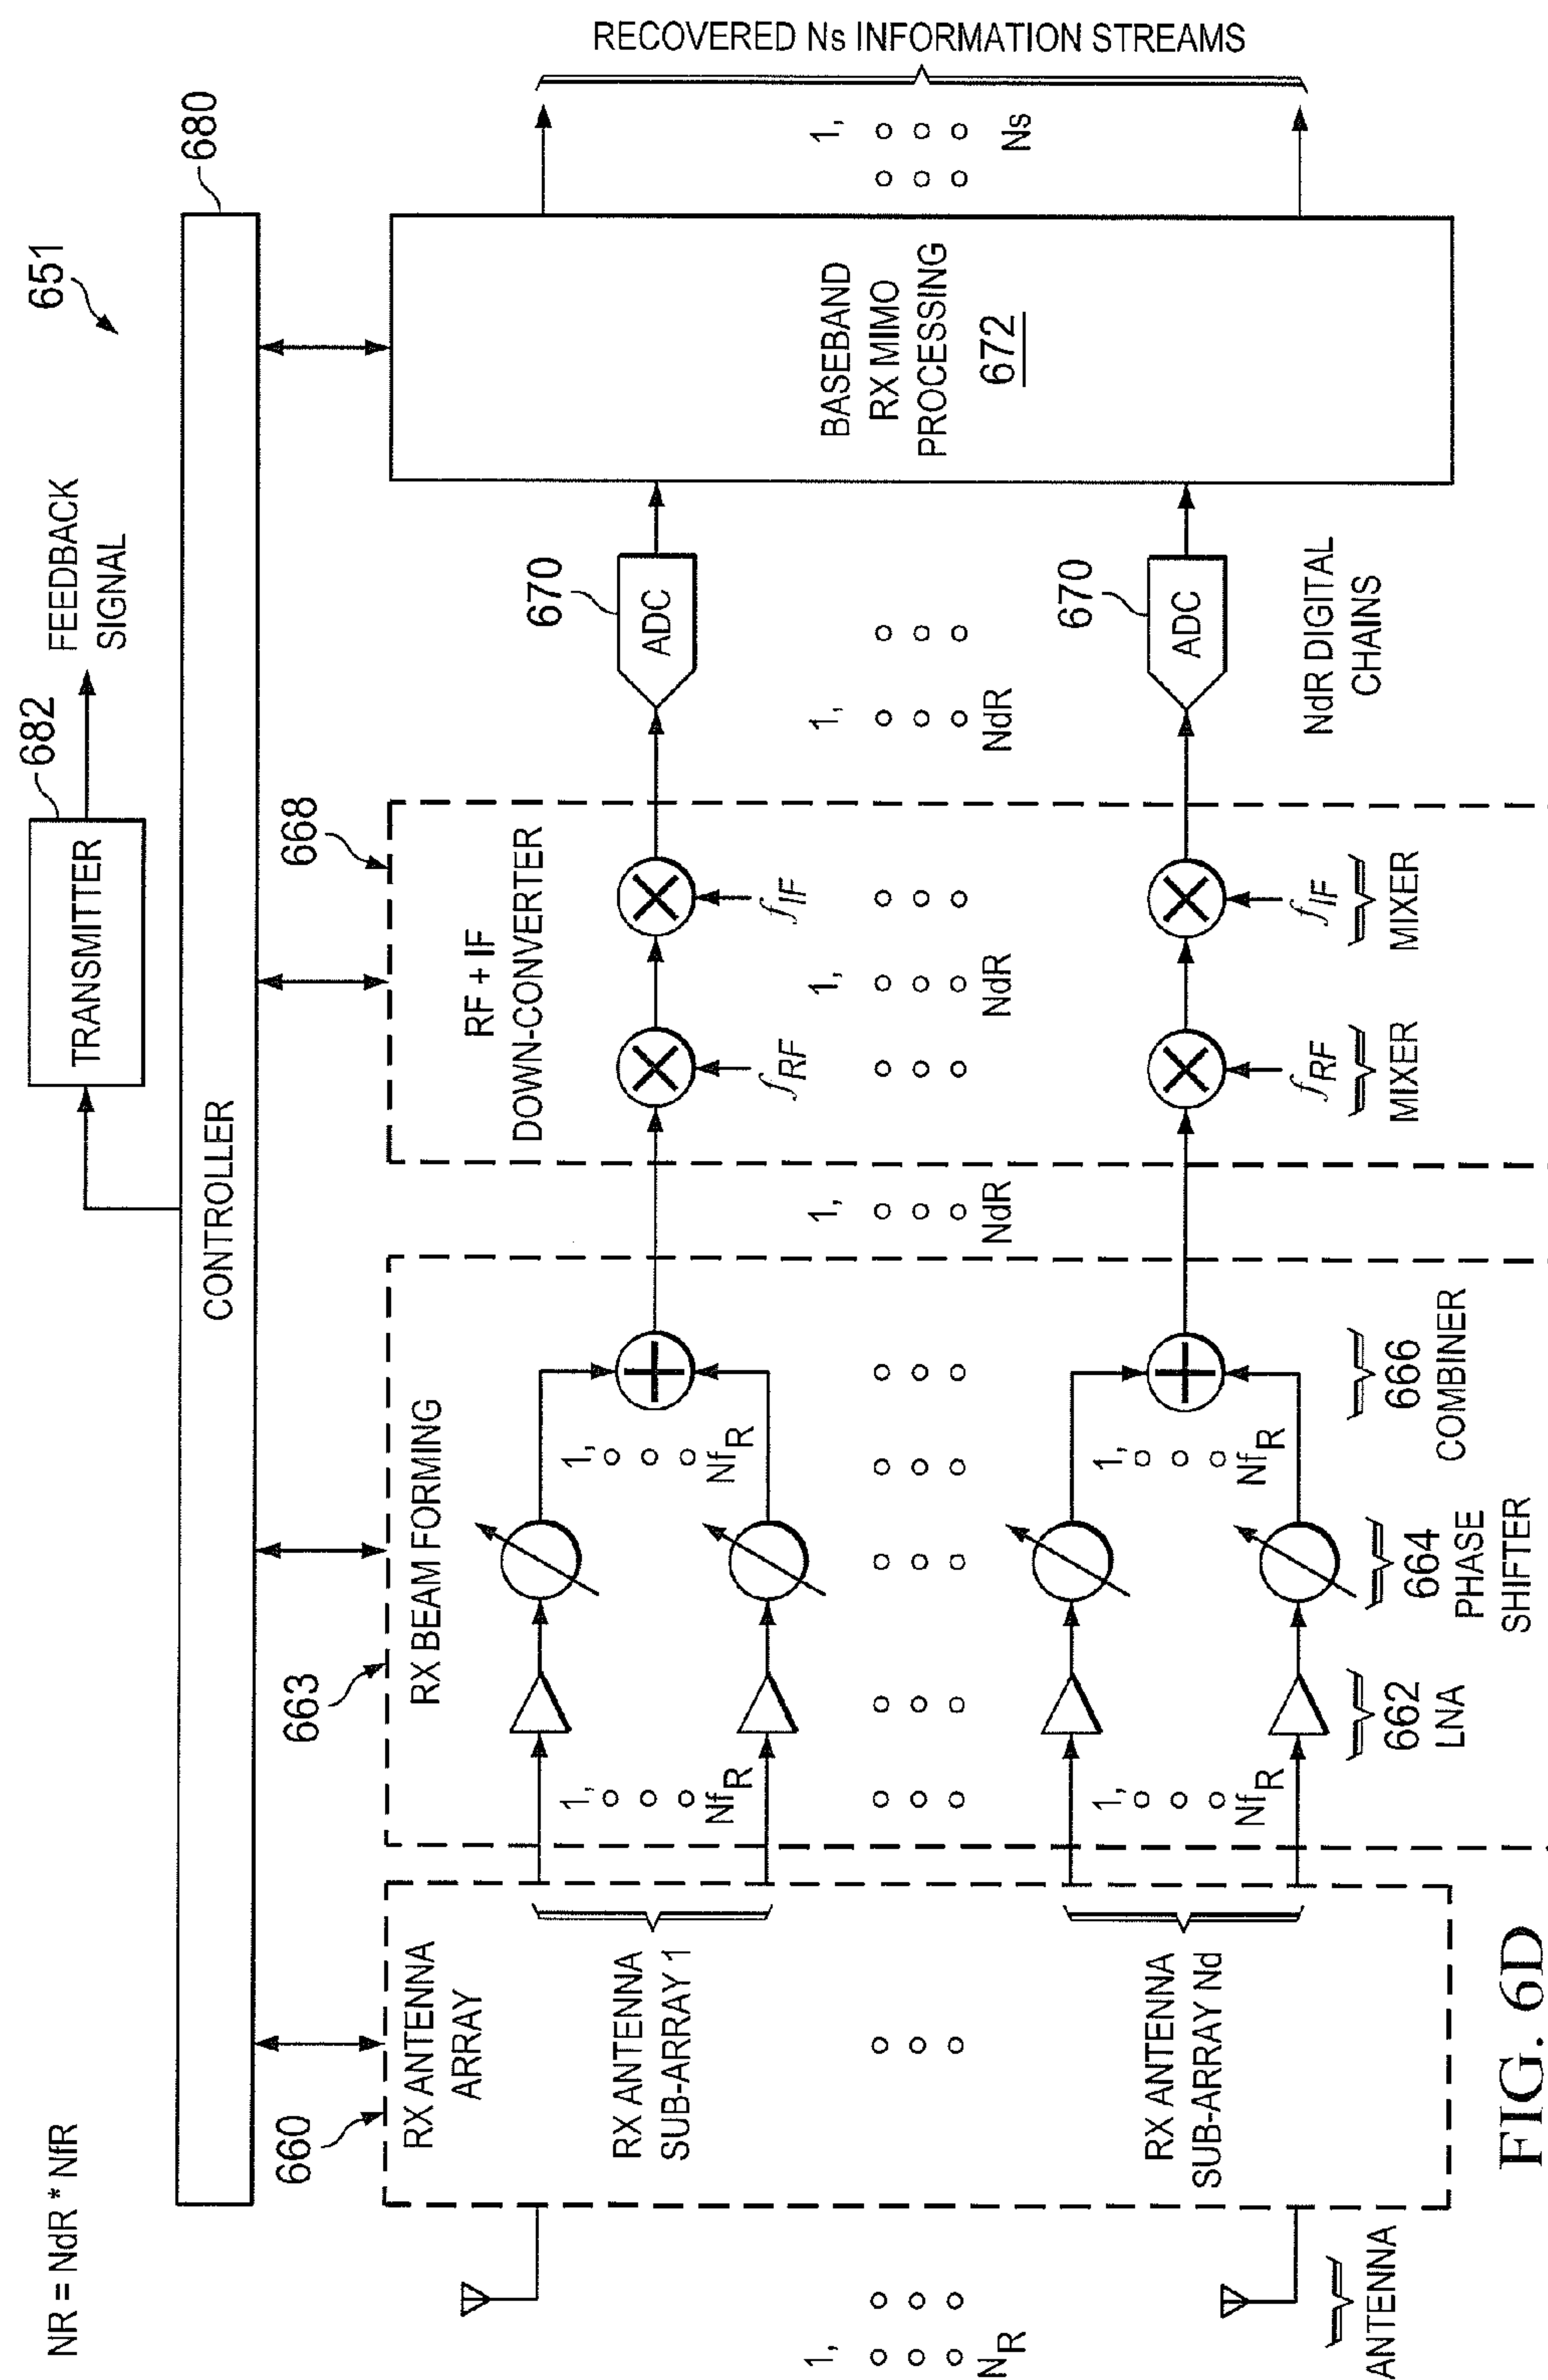 NR = NdR * NfR
651
TRANSMITTER
682
FEEDBACK
SIGNAL
CONTROLLER
680
660
RX ANTENNA
ARRAY
RX ANTENNA
SUB-ARRAY 1
RX ANTENNA
SUB-ARRAY Nd
1,
NR
ANTENNA
663
RX BEAM FORMING
1,
NfR
1,
NfR
1,
NfR
1,
NfR
662
LNA
664
PHASE
SHIFTER
666
COMBINER
1,
NdR
668
RF + IF
DOWN-CONVERTER
fRF
fIF
1,
NdR
fRF
fIF
MIXER
MIXER
670
ADC
1,
NdR
670
ADC
NdR DIGITAL
CHAINS
BASEBAND
RX MIMO
PROCESSING
672
1,
Ns
RECOVERED Ns INFORMATION STREAMS
FIG. 6D